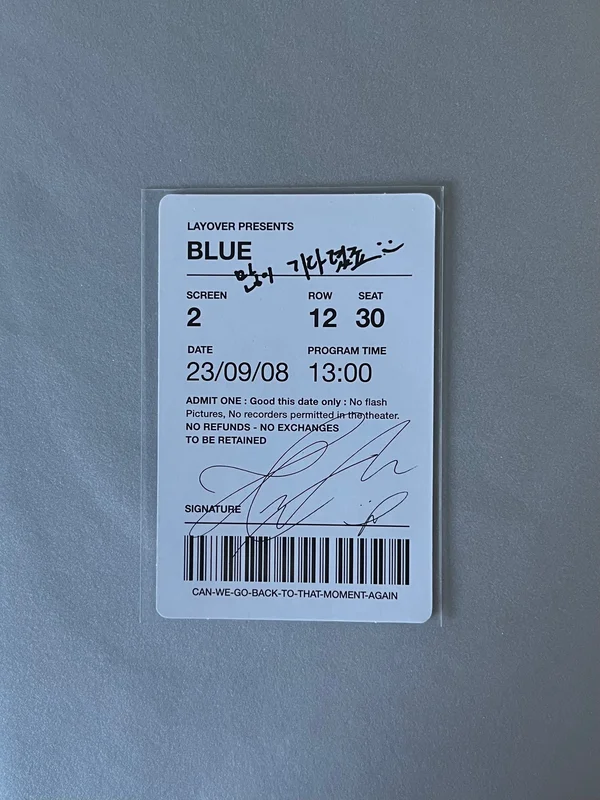 LAYOVER PRESENTS
BLUE
많이 기다렸죠 :)
SCREEN ROW SEAT
2 12 30
DATE PROGRAM TIME
23/09/08 13:00
ADMIT ONE : Good this date only : No flash
Pictures, No recorders permitted in the theater.
NO REFUNDS - NO EXCHANGES
TO BE RETAINED
SIGNATURE
CAN-WE-GO-BACK-TO-THAT-MOMENT-AGAIN